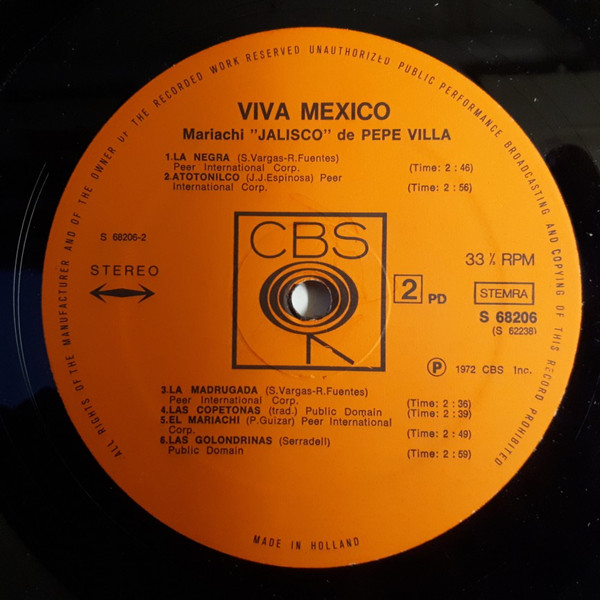 ALL RIGHTS OF THE MANUFACTURER AND OF THE OWNER of THE RECORDED WORK RESERVED UNAUTHORIZED PUBLIC PERFORMANCE BROADCASTING AND COPYING OF THIS RECORD PROHIBITED
VIVA MEXICO
Mariachi "JALISCO" de PEPE VILLA
1.LA NEGRA (S.Vargas-R.Fuentes)
Peer International Corp. (Time: 2 : 46)
2.ATOTONILCO (J.J.Espinosa) Peer
International Corp. (Time: 2 : 56)
S 68206-2
STEREO
CBS
33 ⅓ RPM
2 PD
STEMRA
S 68206
(S 62238)
Ⓟ 1972 CBS Inc.
3.LA MADRUGADA (S.Vargas-R.Fuentes)
Peer International Corp. (Time: 2 : 36)
4.LAS COPETONAS (trad.) Public Domain (Time: 2 : 39)
5.EL MARIACHI (P.Guizar) Peer International
Corp. (Time: 2 : 49)
6.LAS GOLONDRINAS (Serradell)
Public Domain (Time: 2 : 59)
MADE IN HOLLAND